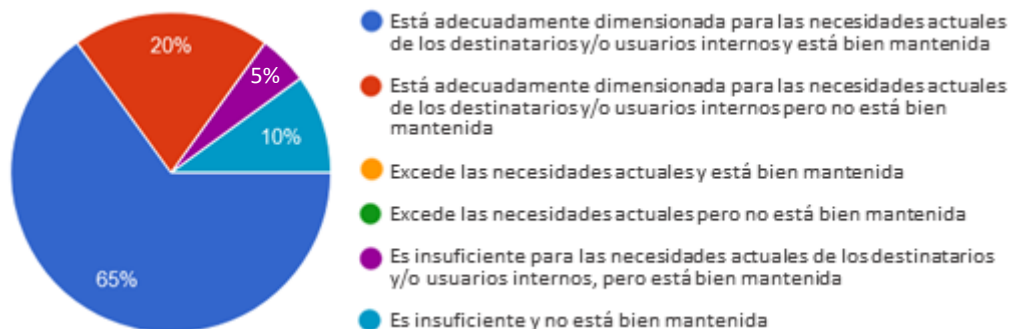 20%
5%
10%
65%
Está adecuadamente dimensionada para las necesidades actuales
de los destinatarios y/o usuarios internos y está bien mantenida
Está adecuadamente dimensionada para las necesidades actuales
de los destinatarios y/o usuarios internos pero no está bien
mantenida
Excede las necesidades actuales y está bien mantenida
Excede las necesidades actuales pero no está bien mantenida
Es insuficiente para las necesidades actuales de los destinatarios
y/o usuarios internos, pero está bien mantenida
Es insuficiente y no está bien mantenida